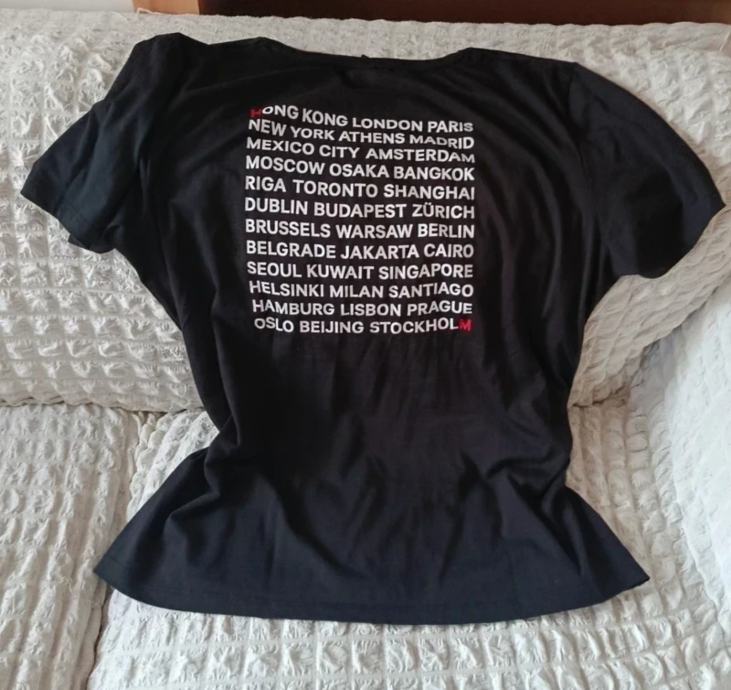 HONG KONG LONDON PARIS
NEW YORK ATHENS MADRID
MEXICO CITY AMSTERDAM
MOSCOW OSAKA BANGKOK
RIGA TORONTO SHANGHAI
DUBLIN BUDAPEST ZÜRICH
BRUSSELS WARSAW BERLIN
BELGRADE JAKARTA CAIRO
SEOUL KUWAIT SINGAPORE
HELSINKI MILAN SANTIAGO
HAMBURG LISBON PRAGUE
OSLO BEIJING STOCKHOLM